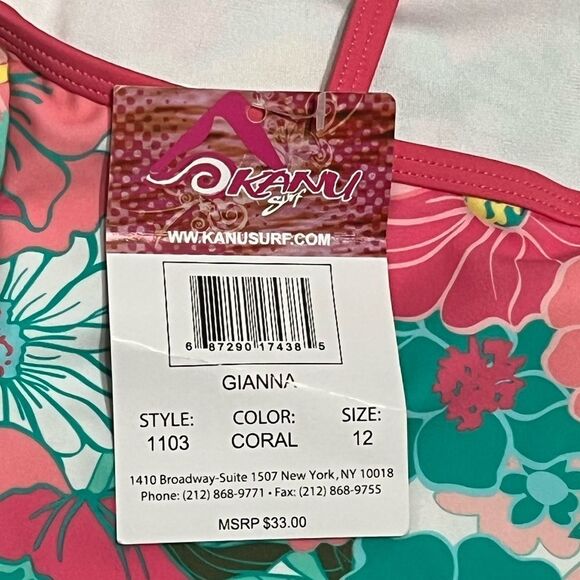 KANU
Surf
WW.KANUSURF.COM
6 87290 17438 5
GIANNA
STYLE: COLOR: SIZE:
1103 CORAL 12
1410 Broadway-Suite 1507 New York, NY 10018
Phone: (212) 868-9771 • Fax: (212) 868-9755
MSRP $33.00